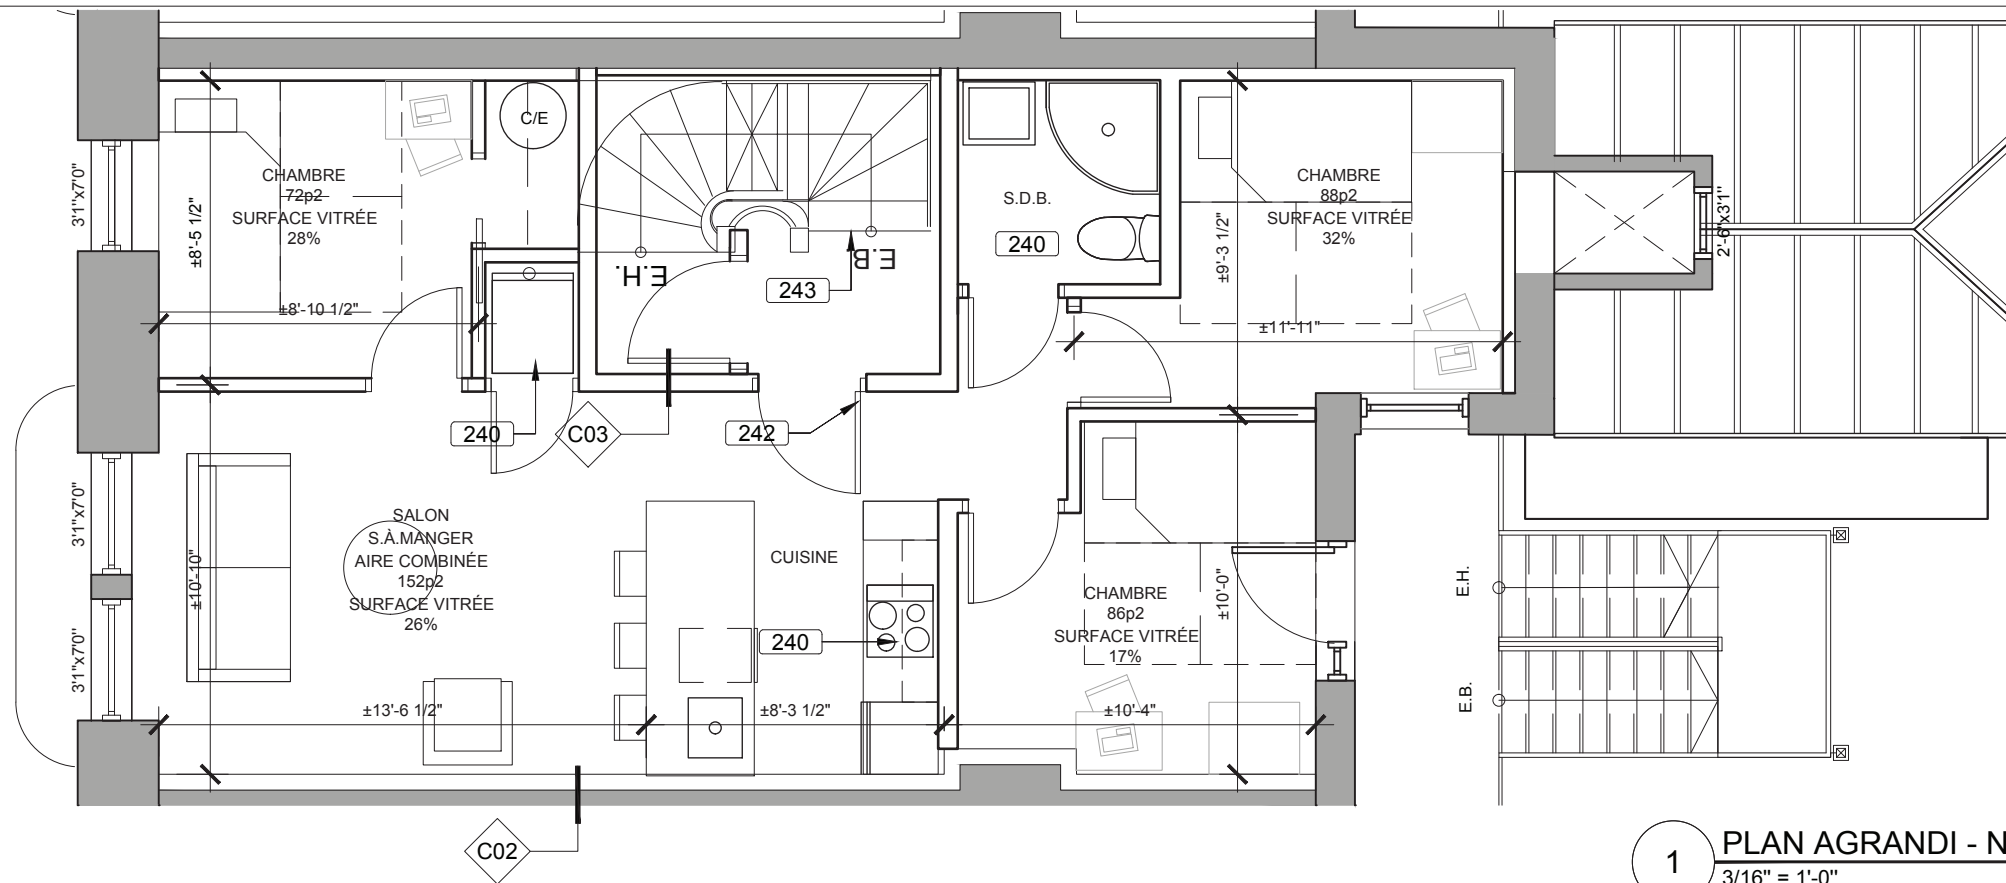 3'1"x7'0"
±8'-5 1/2"
CHAMBRE
72p2
SURFACE VITRÉE
28%
±8'-10 1/2"
C/E
E.H.
E.B
243
S.D.B.
240
CHAMBRE
88p2
SURFACE VITRÉE
32%
±9'-3 1/2"
±11'-11"
2'-6"x3'1"
240
C03
242
3'1"x7'0"
3'1"x7'0"
±10'-10"
SALON
S.À.MANGER
AIRE COMBINÉE
152p2
SURFACE VITRÉE
26%
CUISINE
240
±13'-6 1/2"
±8'-3 1/2"
CHAMBRE
86p2
SURFACE VITRÉE
17%
±10'-0"
±10'-4"
E.H.
E.B.
C02
1
PLAN AGRANDI - N
3/16" = 1'-0"